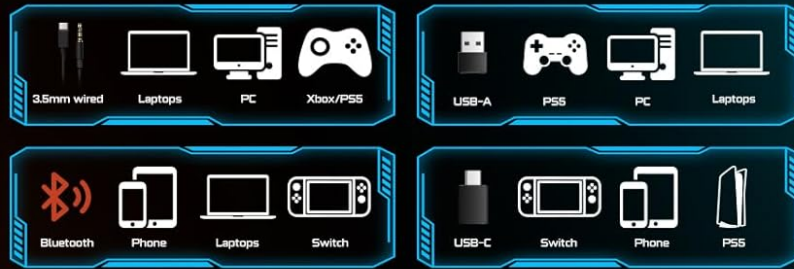 3.5mm wired Laptops PC Xbox/PS5
USB-A PS5 PC Laptops
Bluetooth Phone Laptops Switch
USB-C Switch Phone PS5